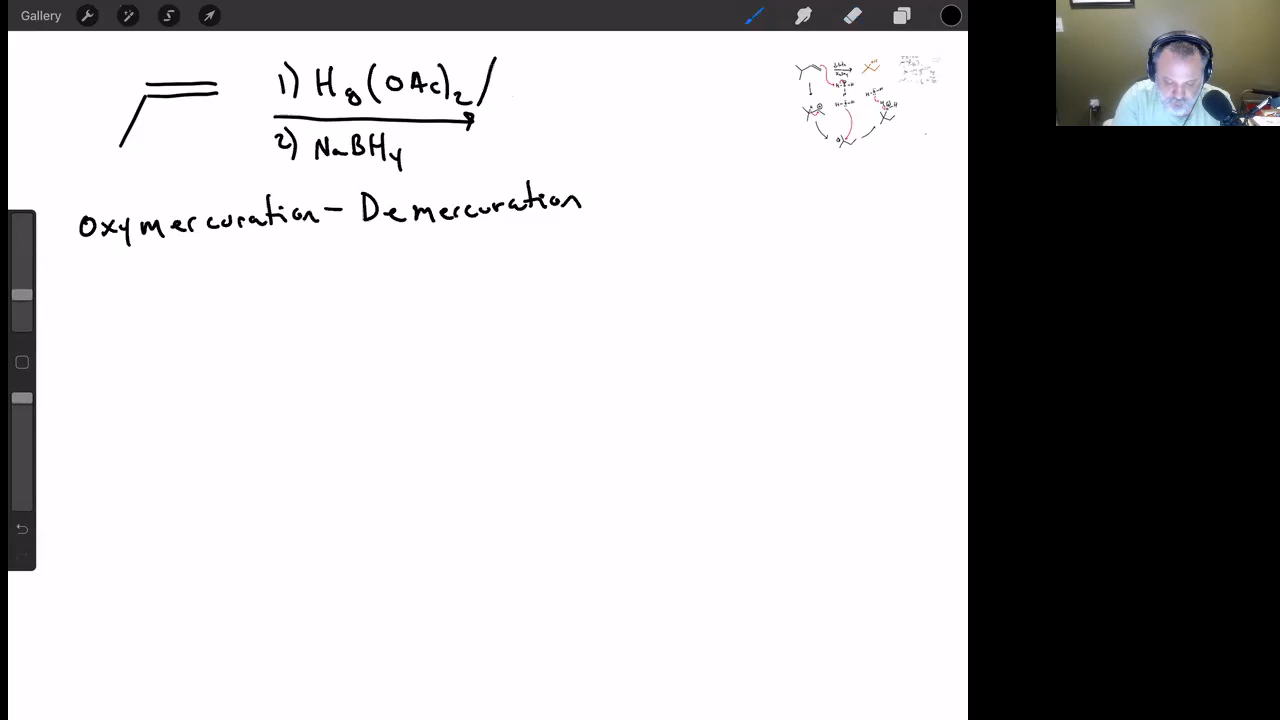 Gallery
1) Hg(OAc)2/
2) NaBH4
Oxymercuration - Demercuration